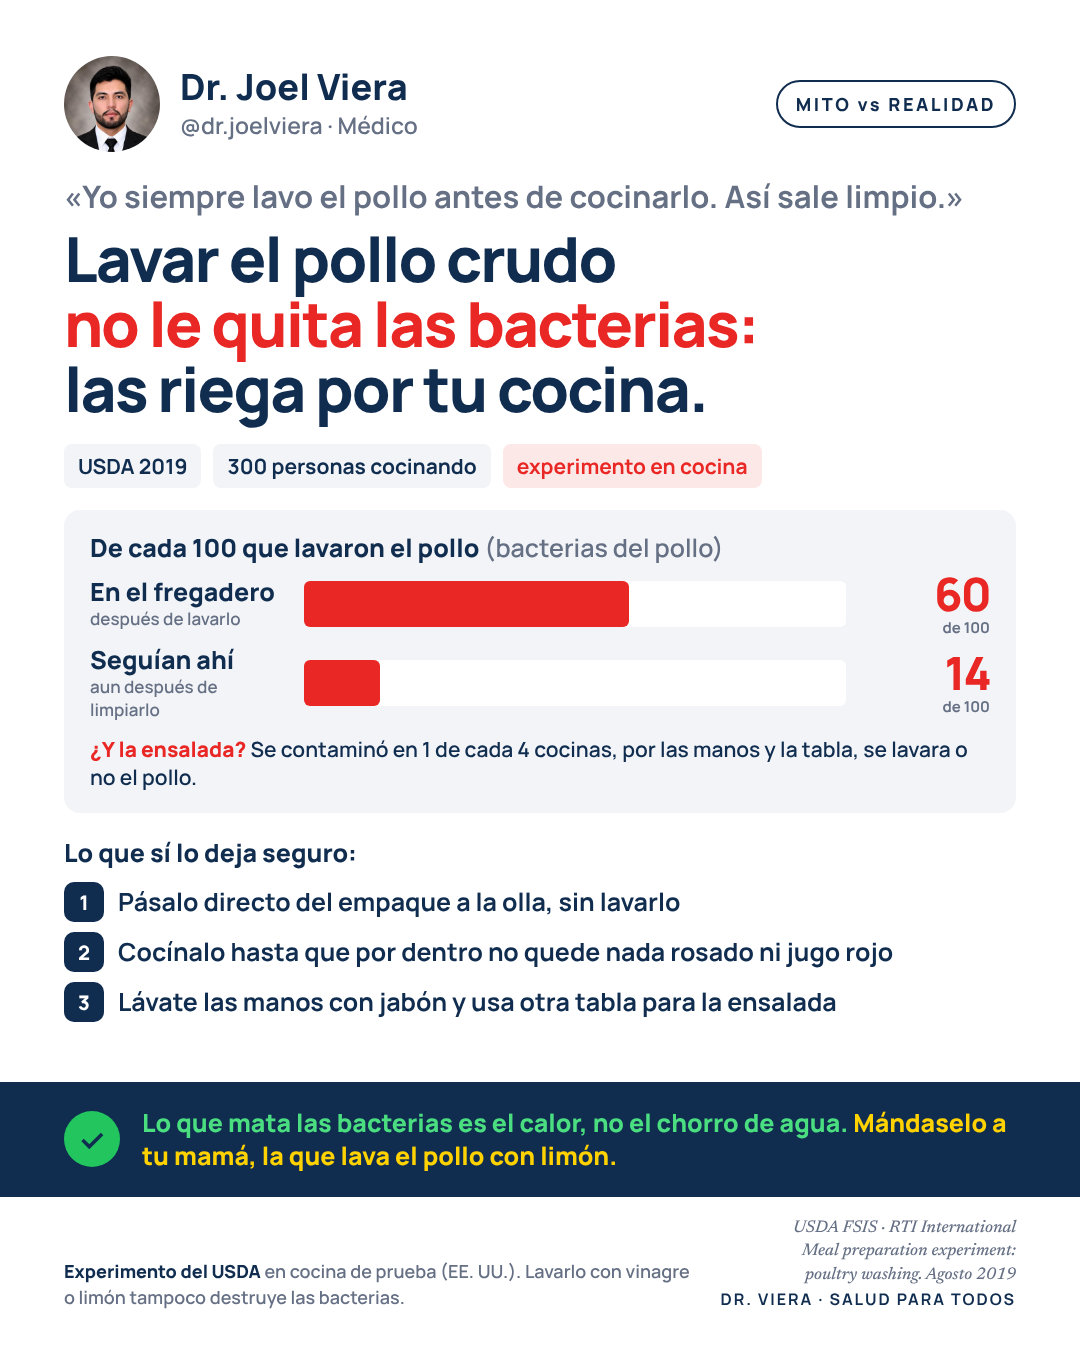 Dr. Joel Viera
@dr.joelviera · Médico
MITO vs REALIDAD
«Yo siempre lavo el pollo antes de cocinarlo. Así sale limpio.»
Lavar el pollo crudo
no le quita las bacterias:
las riega por tu cocina.
USDA 2019
300 personas cocinando
experimento en cocina
De cada 100 que lavaron el pollo (bacterias del pollo)
En el fregadero
después de lavarlo
60
de 100
Seguían ahí
aun después de
limpiarlo
14
de 100
¿Y la ensalada? Se contaminó en 1 de cada 4 cocinas, por las manos y la tabla, se lavara o
no el pollo.
Lo que sí lo deja seguro:
1 Pásalo directo del empaque a la olla, sin lavarlo
2 Cocínalo hasta que por dentro no quede nada rosado ni jugo rojo
3 Lávate las manos con jabón y usa otra tabla para la ensalada
Lo que mata las bacterias es el calor, no el chorro de agua. Mándaselo a
tu mamá, la que lava el pollo con limón.
Experimento del USDA en cocina de prueba (EE. UU.). Lavarlo con vinagre
o limón tampoco destruye las bacterias.
USDA FSIS · RTI International
Meal preparation experiment:
poultry washing. Agosto 2019
DR. VIERA · SALUD PARA TODOS